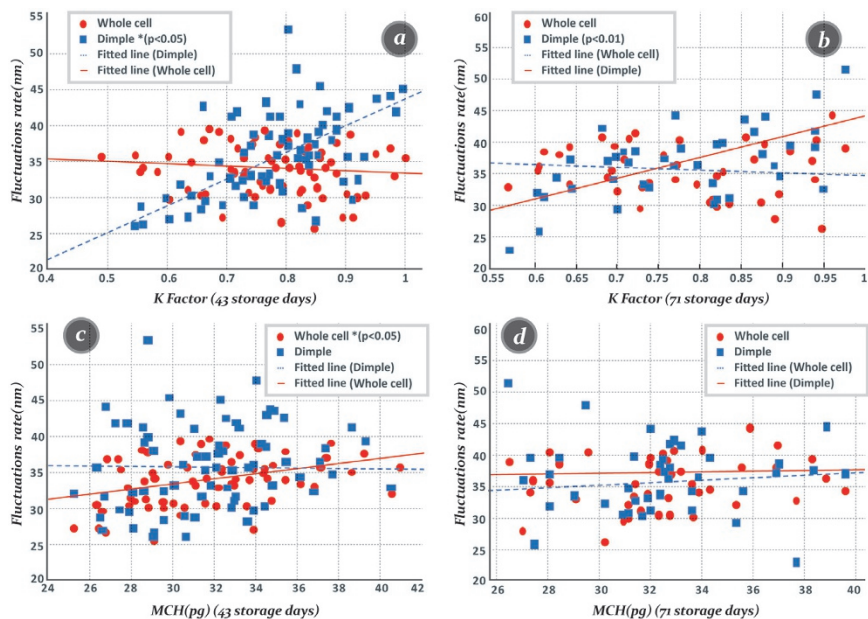 a
Whole cell
Dimple *(p<0.05)
Fitted line (Dimple)
Fitted line (Whole cell)
Fluctuations rate(nm)
55
50
45
40
35
30
25
20
0.4 0.5 0.6 0.7 0.8 0.9 1
K Factor (43 storage days)
b
Whole cell
Dimple (p<0.01)
Fitted line (Whole cell)
Fitted line (Dimple)
Fluctuations rate(nm)
60
55
50
45
40
35
30
25
20
0.55 0.6 0.65 0.7 0.75 0.8 0.85 0.9 0.95 1
K Factor (71 storage days)
c
Whole cell *(p<0.05)
Dimple
Fitted line (Dimple)
Fitted line (Whole cell)
Fluctuations rate(nm)
55
50
45
40
35
30
25
20
24 26 28 30 32 34 36 38 40 42
MCH(pg) (43 storage days)
d
Whole cell
Dimple
Fitted line (Whole cell)
Fitted line (Dimple)
Fluctuations rate(nm)
60
55
50
45
40
35
30
25
20
26 28 30 32 34 36 38 40
MCH(pg) (71 storage days)